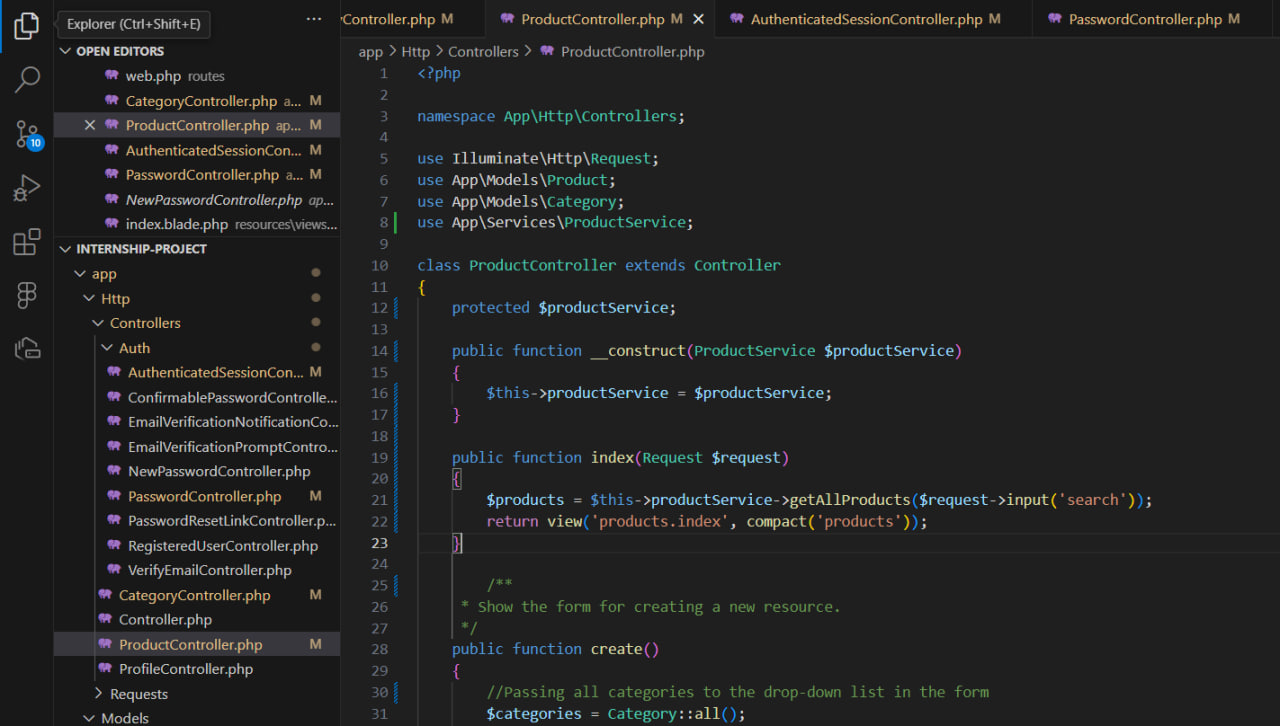 Explorer (Ctrl+Shift+E)
···
yController.php M
ProductController.php M
AuthenticatedSessionController.php M
PasswordController.php M
OPEN EDITORS
web.php routes
CategoryController.php a... M
ProductController.php ap... M
AuthenticatedSessionCon... M
PasswordController.php a... M
NewPasswordController.php ap...
index.blade.php resources\views...
10
INTERNSHIP-PROJECT
app
Http
Controllers
Auth
AuthenticatedSessionCon... M
ConfirmablePasswordControlle...
EmailVerificationNotificationCo...
EmailVerificationPromptContro...
NewPasswordController.php
PasswordController.php M
PasswordResetLinkController.p...
RegisteredUserController.php
VerifyEmailController.php
CategoryController.php M
Controller.php
ProductController.php M
ProfileController.php
Requests
Models
app > Http > Controllers > ProductController.php
1 <?php
2
3 namespace App\Http\Controllers;
4
5 use Illuminate\Http\Request;
6 use App\Models\Product;
7 use App\Models\Category;
8 use App\Services\ProductService;
9
10 class ProductController extends Controller
11 {
12 protected $productService;
13
14 public function __construct(ProductService $productService)
15 {
16 $this->productService = $productService;
17 }
18
19 public function index(Request $request)
20 {
21 $products = $this->productService->getAllProducts($request->input('search'));
22 return view('products.index', compact('products'));
23 }
24
25 /**
26 * Show the form for creating a new resource.
27 */
28 public function create()
29 {
30 //Passing all categories to the drop-down list in the form
31 $categories = Category::all();